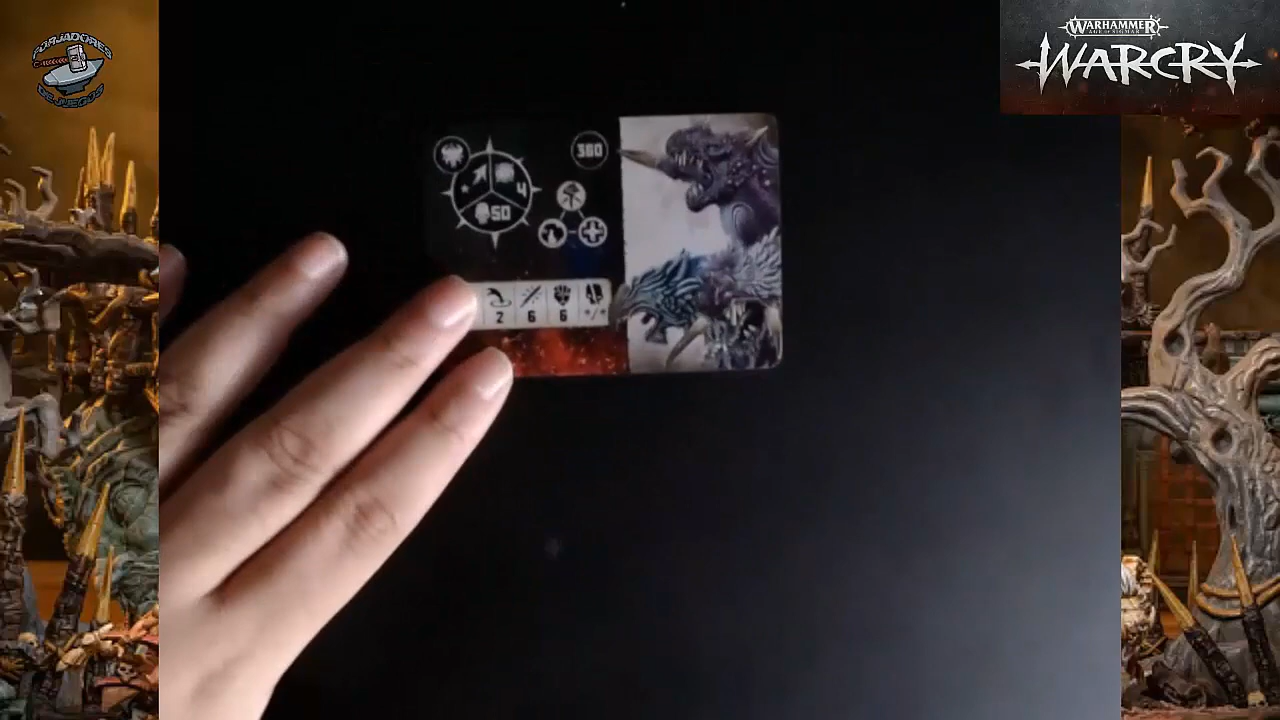 FORJADORES
DE JUEGOS
WARHAMMER
AGE OF SIGMAR
WARCRY
360
4
50
2 6 6 */*